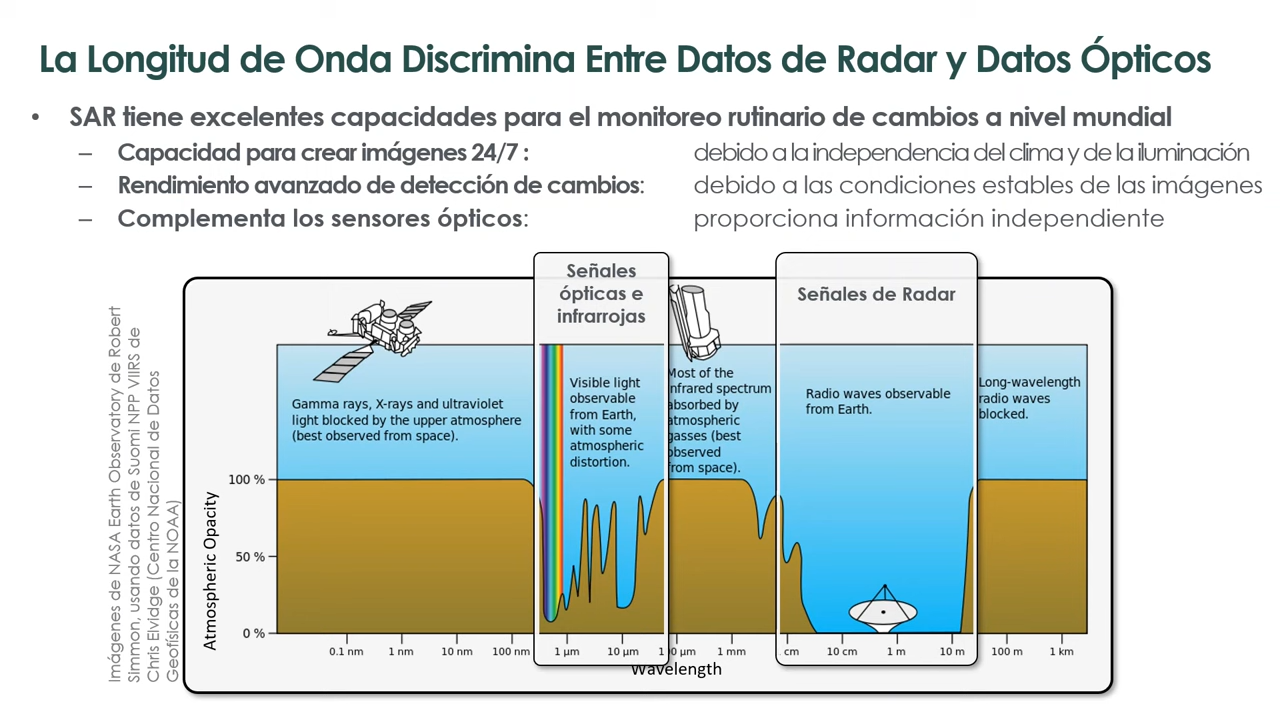 La Longitud de Onda Discrimina Entre Datos de Radar y Datos Ópticos
• SAR tiene excelentes capacidades para el monitoreo rutinario de cambios a nivel mundial
– Capacidad para crear imágenes 24/7 : debido a la independencia del clima y de la iluminación
– Rendimiento avanzado de detección de cambios: debido a las condiciones estables de las imágenes
– Complementa los sensores ópticos: proporciona información independiente
Señales
ópticas e
infrarrojas
Señales de Radar
Gamma rays, X-rays and ultraviolet
light blocked by the upper atmosphere
(best observed from space).
Visible light
observable
from Earth,
with some
atmospheric
distortion.
Most of the
infrared spectrum
absorbed by
atmospheric
gasses (best
observed
from space).
Radio waves observable
from Earth.
Long-wavelength
radio waves
blocked.
Atmospheric Opacity
100 %
50 %
0 %
0.1 nm 1 nm 10 nm 100 nm 1 µm 10 µm 100 µm 1 mm cm 10 cm 1 m 10 m 100 m 1 km
Wavelength
Imágenes de NASA Earth Observatory de Robert
Simmon, usando datos de Suomi NPP VIIRS de
Chris Elvidge (Centro Nacional de Datos
Geofísicas de la NOAA)